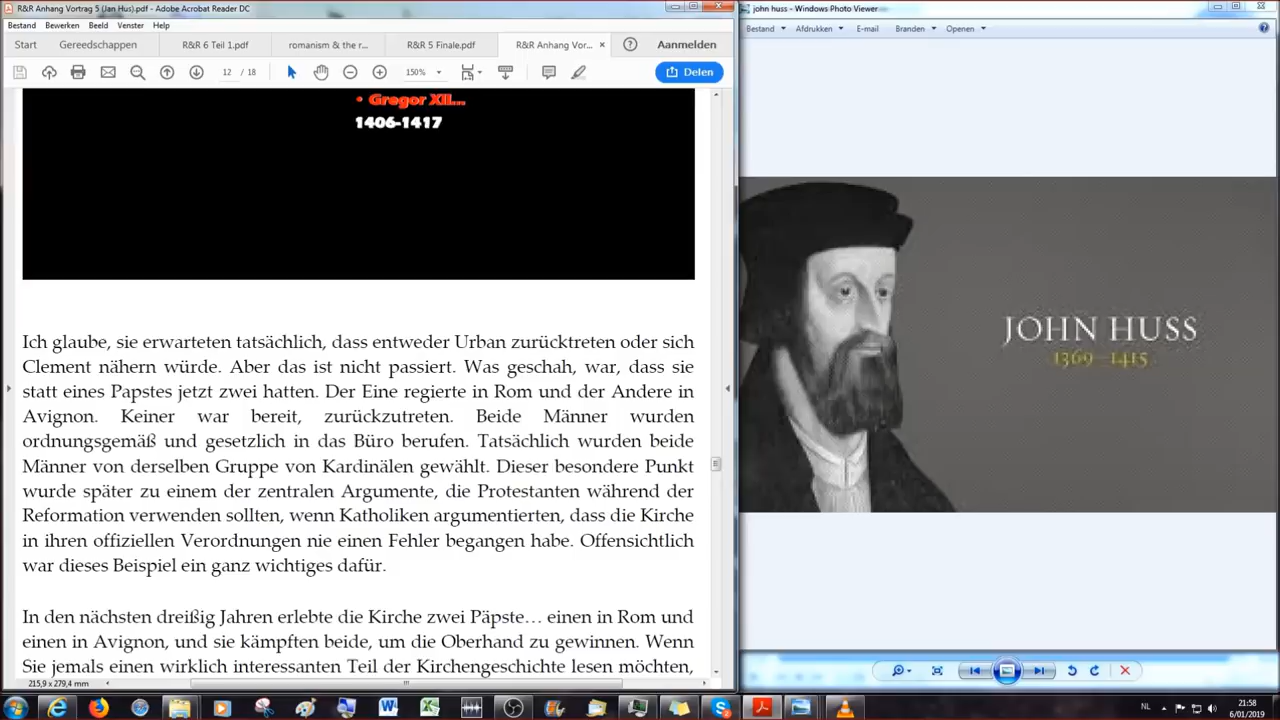 R&R Anhang Vortrag 5 (Jan Hus).pdf - Adobe Acrobat Reader DC
Bestand Bewerken Beeld Venster Help
Start Gereedschappen R&R 6 Teil 1.pdf romanism & the r... R&R 5 Finale.pdf R&R Anhang Vor... × Aanmelden
12 / 18 150% Delen
• Gregor XII...
1406-1417
Ich glaube, sie erwarteten tatsächlich, dass entweder Urban zurücktreten oder sich
Clement nähern würde. Aber das ist nicht passiert. Was geschah, war, dass sie
statt eines Papstes jetzt zwei hatten. Der Eine regierte in Rom und der Andere in
Avignon. Keiner war bereit, zurückzutreten. Beide Männer wurden
ordnungsgemäß und gesetzlich in das Büro berufen. Tatsächlich wurden beide
Männer von derselben Gruppe von Kardinälen gewählt. Dieser besondere Punkt
wurde später zu einem der zentralen Argumente, die Protestanten während der
Reformation verwenden sollten, wenn Katholiken argumentierten, dass die Kirche
in ihren offiziellen Verordnungen nie einen Fehler begangen habe. Offensichtlich
war dieses Beispiel ein ganz wichtiges dafür.
In den nächsten dreißig Jahren erlebte die Kirche zwei Päpste… einen in Rom und
einen in Avignon, und sie kämpften beide, um die Oberhand zu gewinnen. Wenn
Sie jemals einen wirklich interessanten Teil der Kirchengeschichte lesen möchten,
215,9 x 279,4 mm
john huss - Windows Photo Viewer
Bestand Afdrukken E-mail Branden Openen
JOHN HUSS
1369 - 1415
NL 21:58
6/01/2019